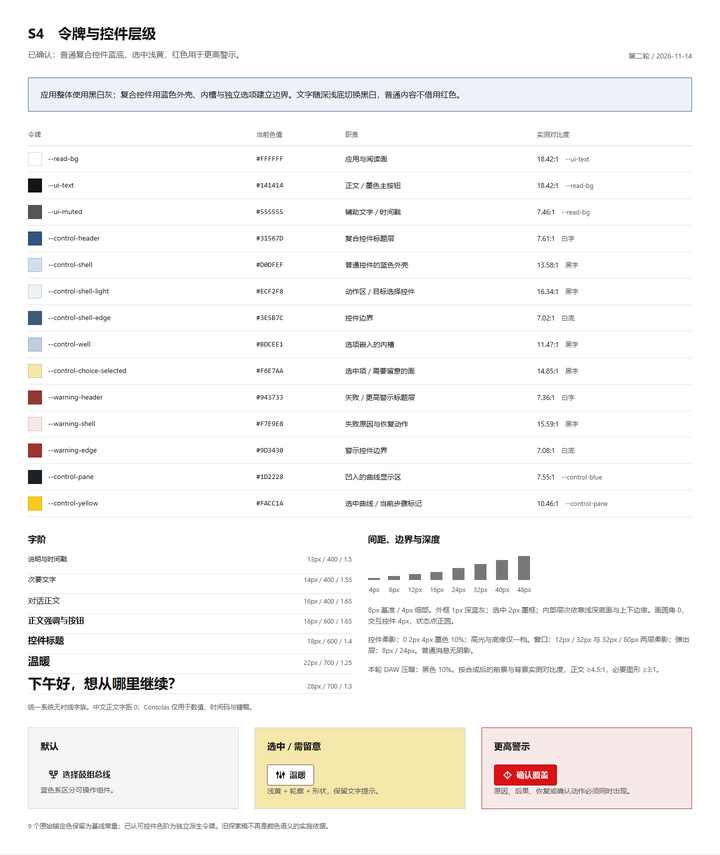 S4 令牌与控件层级
已确认：普通复合控件蓝底，选中浅黄，红色用于更高警示。
第二轮 / 2026-11-14
应用整体使用黑白灰；复合控件用蓝色外壳、内槽与独立选项建立边界。文字随深浅底切换黑白，普通内容不借用红色。
令牌 当前色值 职责 实测对比度
--read-bg #FFFFFF 应用与阅读面 18.42:1 --ui-text
--ui-text #141414 正文 / 墨色主按钮 18.42:1 --read-bg
--ui-muted #555555 辅助文字 / 时间戳 7.46:1 --read-bg
--control-header #31567D 复合控件标题层 7.61:1 白字
--control-shell #D0DFEF 普通控件的蓝色外壳 13.58:1 黑字
--control-shell-light #ECF2F8 动作区 / 目标选择控件 16.34:1 黑字
--control-shell-edge #3E5B7C 控件边界 7.02:1 白底
--control-well #BDCEE1 选项嵌入的内槽 11.47:1 黑字
--control-choice-selected #F6E7AA 选中项 / 需要留意的面 14.85:1 黑字
--warning-header #943733 失败 / 更高警示标题层 7.36:1 白字
--warning-shell #F7E9E8 失败原因与恢复动作 15.59:1 黑字
--warning-edge #9D3430 警示控件边界 7.08:1 白底
--control-pane #1D2228 凹入的曲线显示区 7.55:1 --control-blue
--control-yellow #FACC1A 选中曲线 / 当前步骤标记 10.46:1 --control-pane
字阶
说明与时间戳 13px / 400 / 1.5
次要文字 14px / 400 / 1.55
对话正文 16px / 400 / 1.65
正文强调与按钮 16px / 600 / 1.65
控件标题 18px / 600 / 1.4
温暖 22px / 700 / 1.25
下午好，想从哪里继续？ 28px / 700 / 1.3
统一系统无衬线字族。中文正文字距 0；Consolas 仅用于数值、时间码与键帽。
间距、边界与深度
4px 8px 12px 16px 24px 32px 40px 48px
8px 基准 / 4px 细部。外框 1px 深蓝灰；选中 2px 墨框；内部层次依靠浅深底面与上下边缘。面圆角 0，
交互控件 4px，状态点正圆。
控件柔影：0 2px 4px 墨色 10%；高光与底缘仅一档。窗口：12px / 32px 与 32px / 80px 两层柔影；弹出
层：8px / 24px。普通消息无阴影。
本轮 DAW 压暗：黑色 10%。按合成后的前景与背景实测对比度，正文 ≥4.5:1，必要图形 ≥3:1。
默认
选择鼓组总线
蓝色系区分可操作组件。
选中 / 需留意
温暖
浅黄 + 轮廓 + 形状，保留文字提示。
更高警示
确认覆盖
原因、后果、恢复或确认动作必须同时出现。
9 个原始锚定色保留为基线常量；已认可控件色阶为独立派生令牌。旧探索稿不再是颜色语义的实施依据。